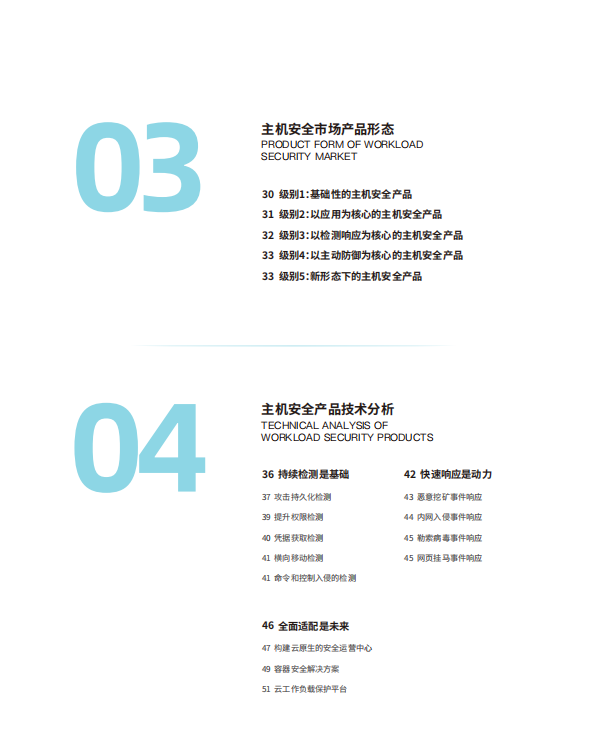 03
主机安全市场产品形态
PRODUCT FORM OF WORKLOAD
SECURITY MARKET
30 级别1:基础性的主机安全产品
31 级别2:以应用为核心的主机安全产品
32 级别3:以检测响应为核心的主机安全产品
33 级别4:以主动防御为核心的主机安全产品
33 级别5:新形态下的主机安全产品
04
主机安全产品技术分析
TECHNICAL ANALYSIS OF
WORKLOAD SECURITY PRODUCTS
36 持续检测是基础
37 攻击持久化检测
39 提升权限检测
40 凭据获取检测
41 横向移动检测
41 命令和控制入侵的检测
42 快速响应是动力
43 恶意挖矿事件响应
44 内网入侵事件响应
45 勒索病毒事件响应
45 网页挂马事件响应
46 全面适配是未来
47 构建云原生的安全运营中心
49 容器安全解决方案
51 云工作负载保护平台